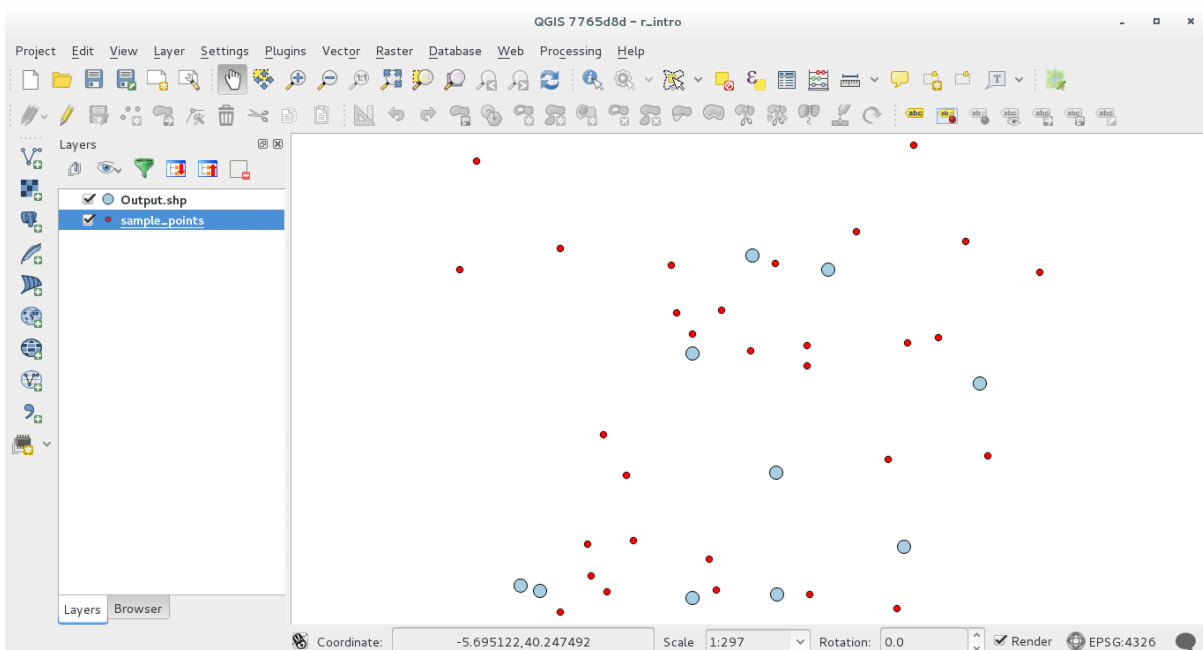 QGIS 7765d8d – r_intro
Project Edit View Layer Settings Plugins Vector Raster Database Web Processing Help
Layers
Output.shp
sample_points
Layers Browser
Coordinate: -5.695122,40.247492 Scale 1:297 Rotation: 0.0 Render EPSG:4326